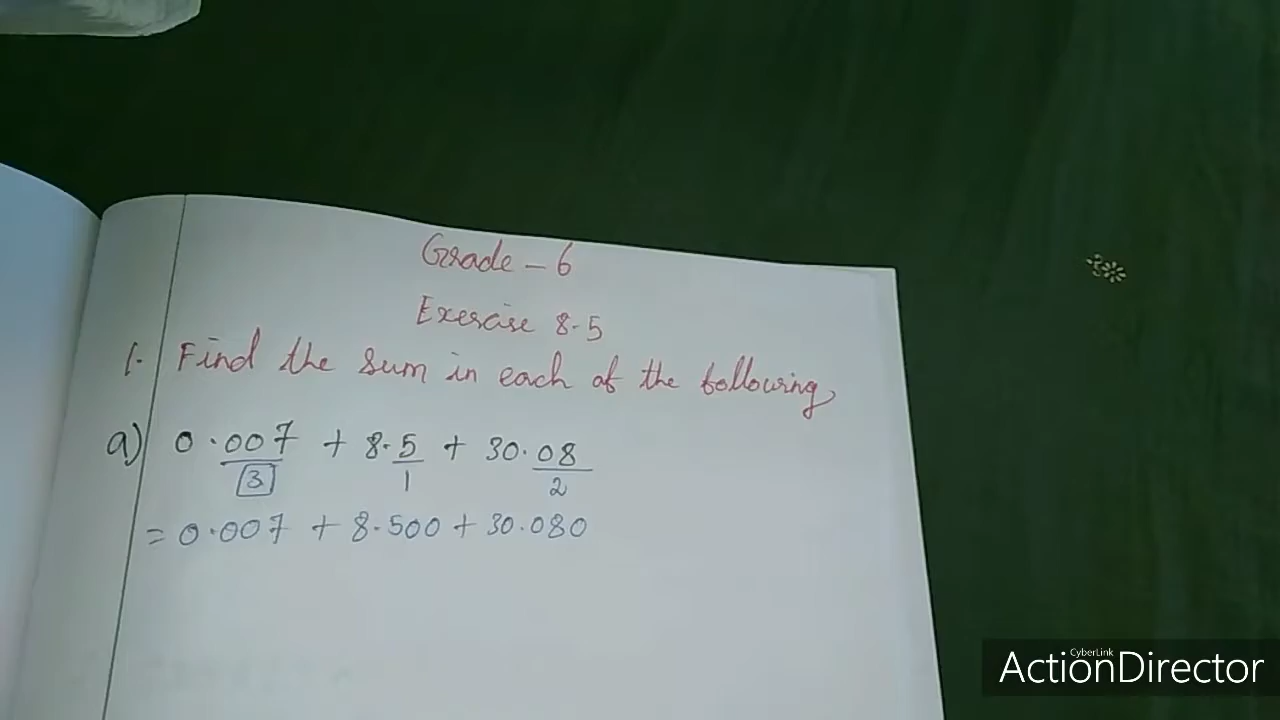 Grade - 6
Exercise 8.5
1. Find the sum in each of the following
a) 0.007 + 8.5 + 30.08
3 1 2
= 0.007 + 8.500 + 30.080
CyberLink
ActionDirector